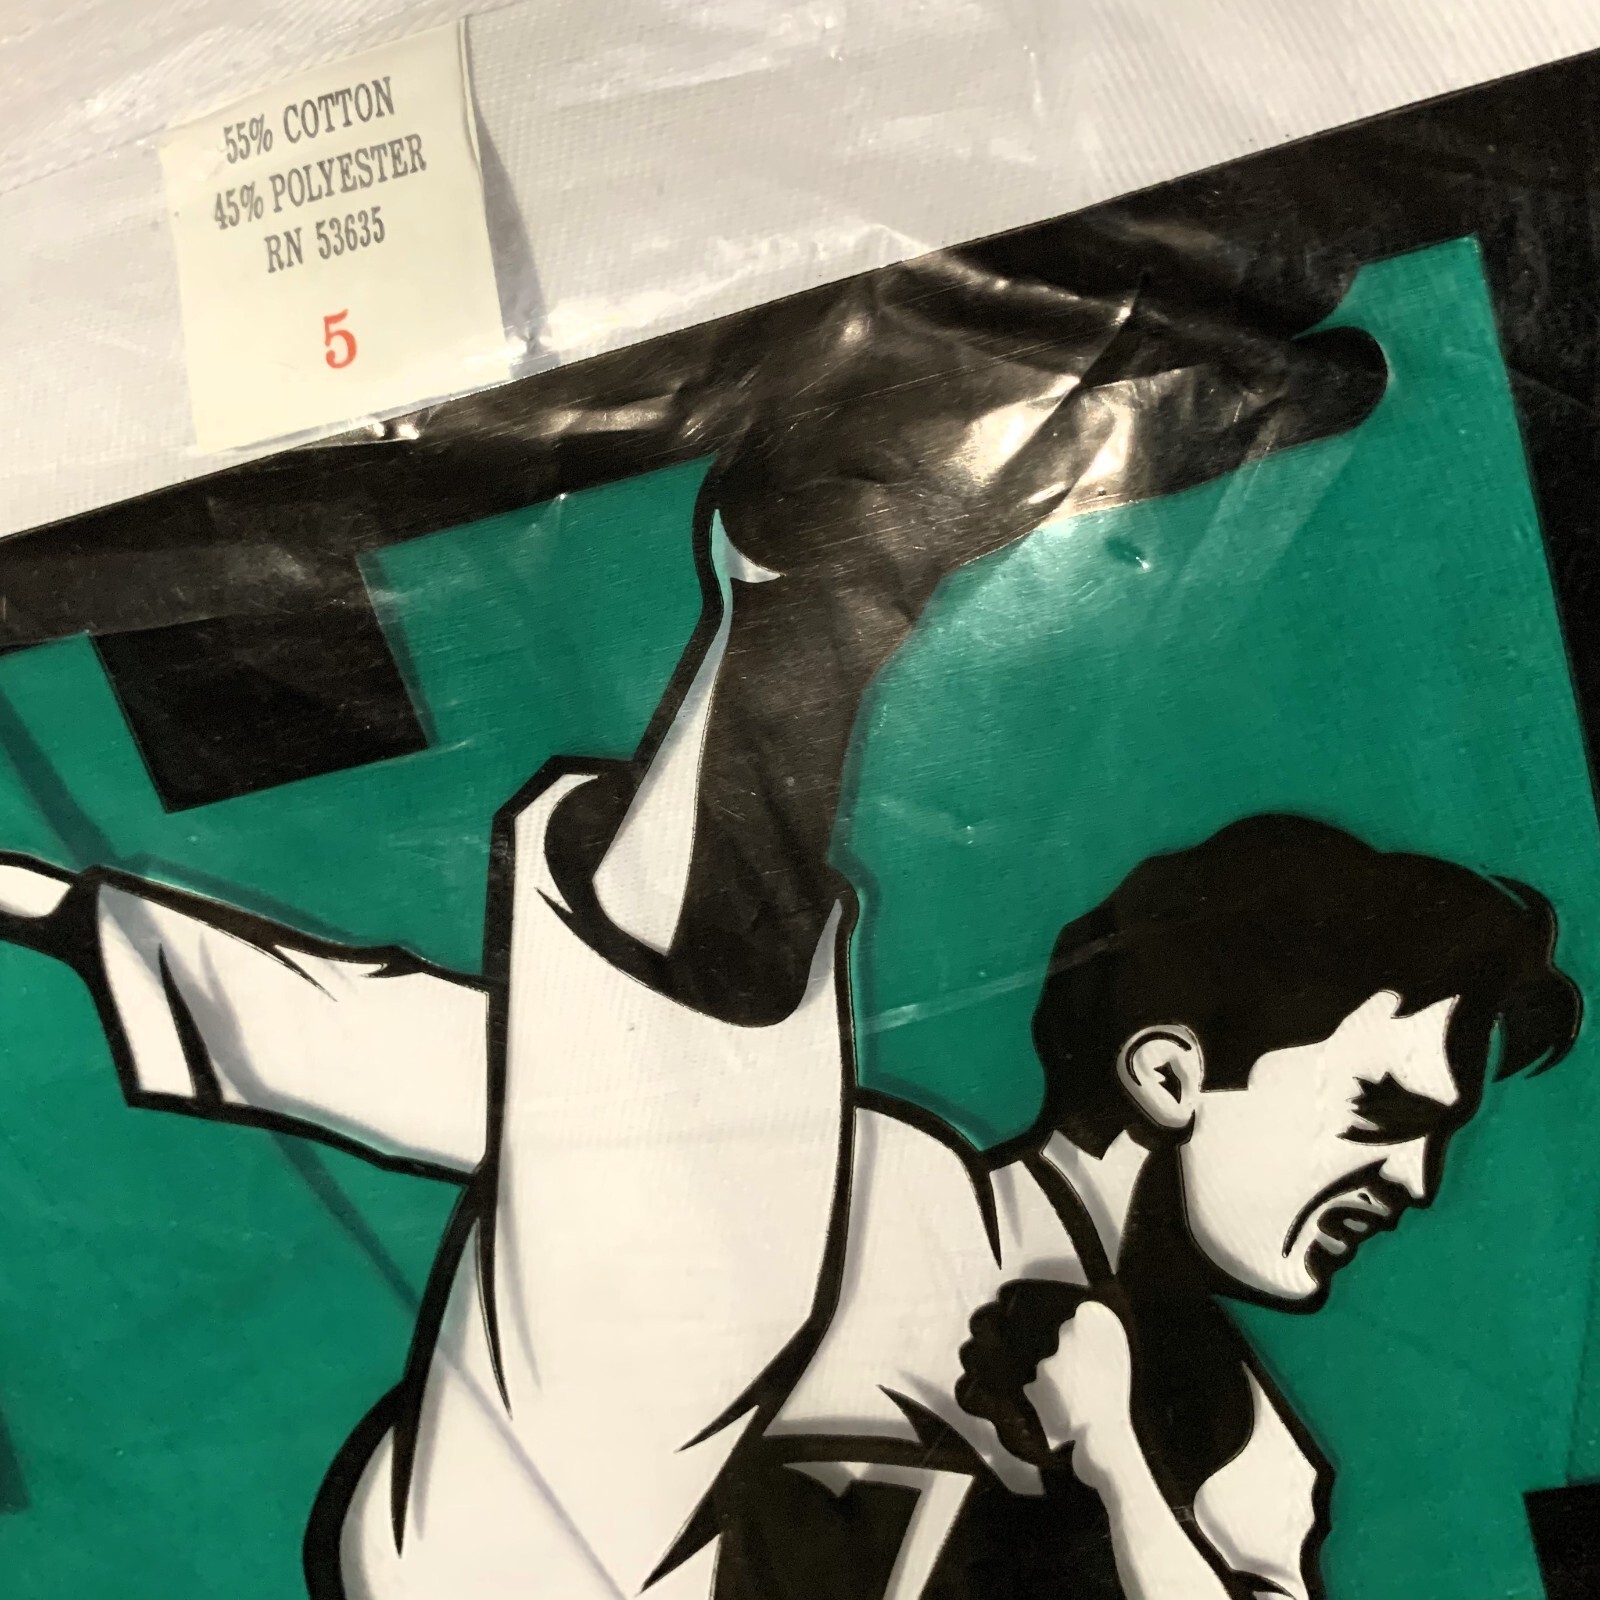 55% COTTON
45% POLYESTER
RN 53635
5